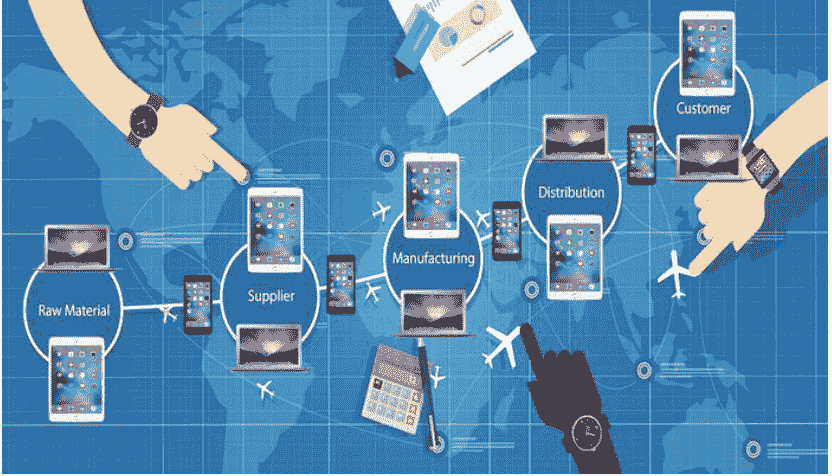 Raw Material
Supplier
Manufacturing
Distribution
Customer